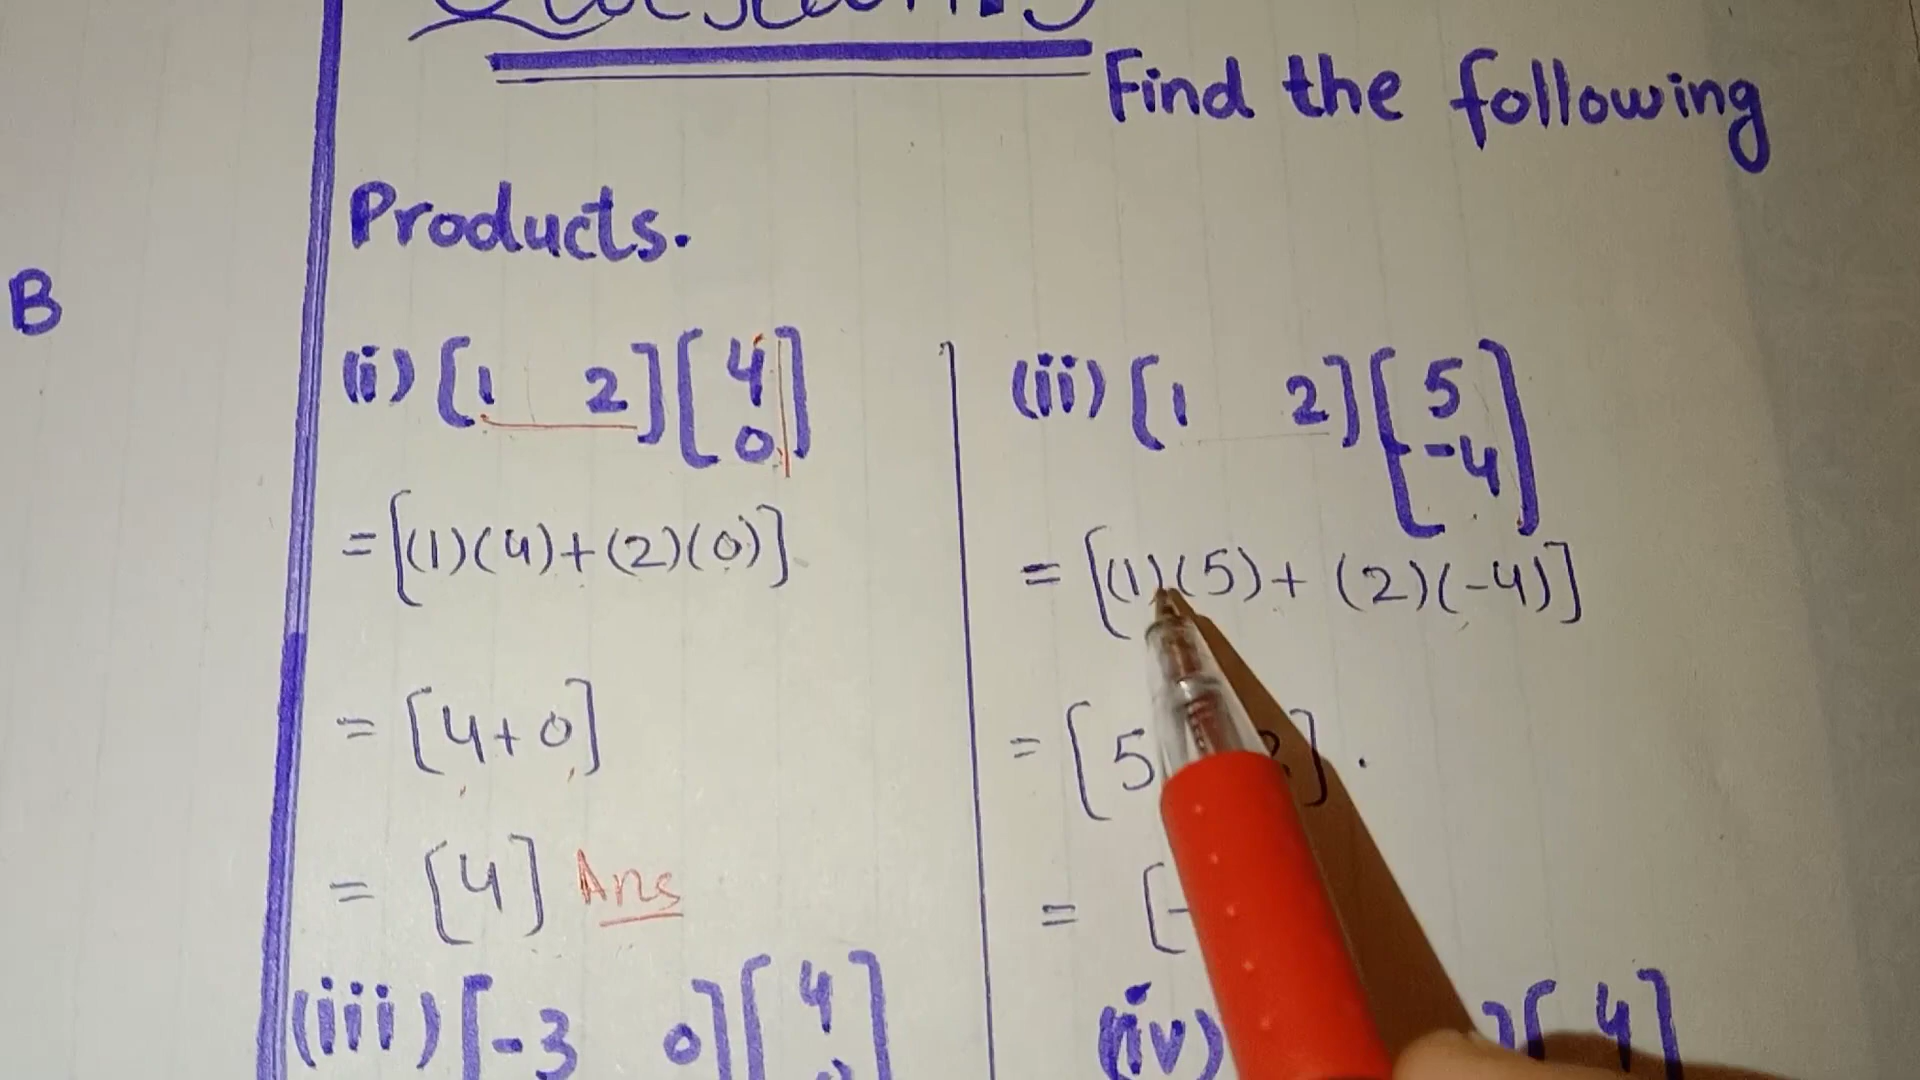 Find the following
Products.
B
(i) [1 2] [4
0]
= [(1)(4)+(2)(0)]
= [4+0]
= [4] Ans
(ii) [1 2] [5
-4]
= [(1)(5)+ (2)(-4)]
= [5
= [-
(iii) [-3 0] [4
(iv) ] [4]